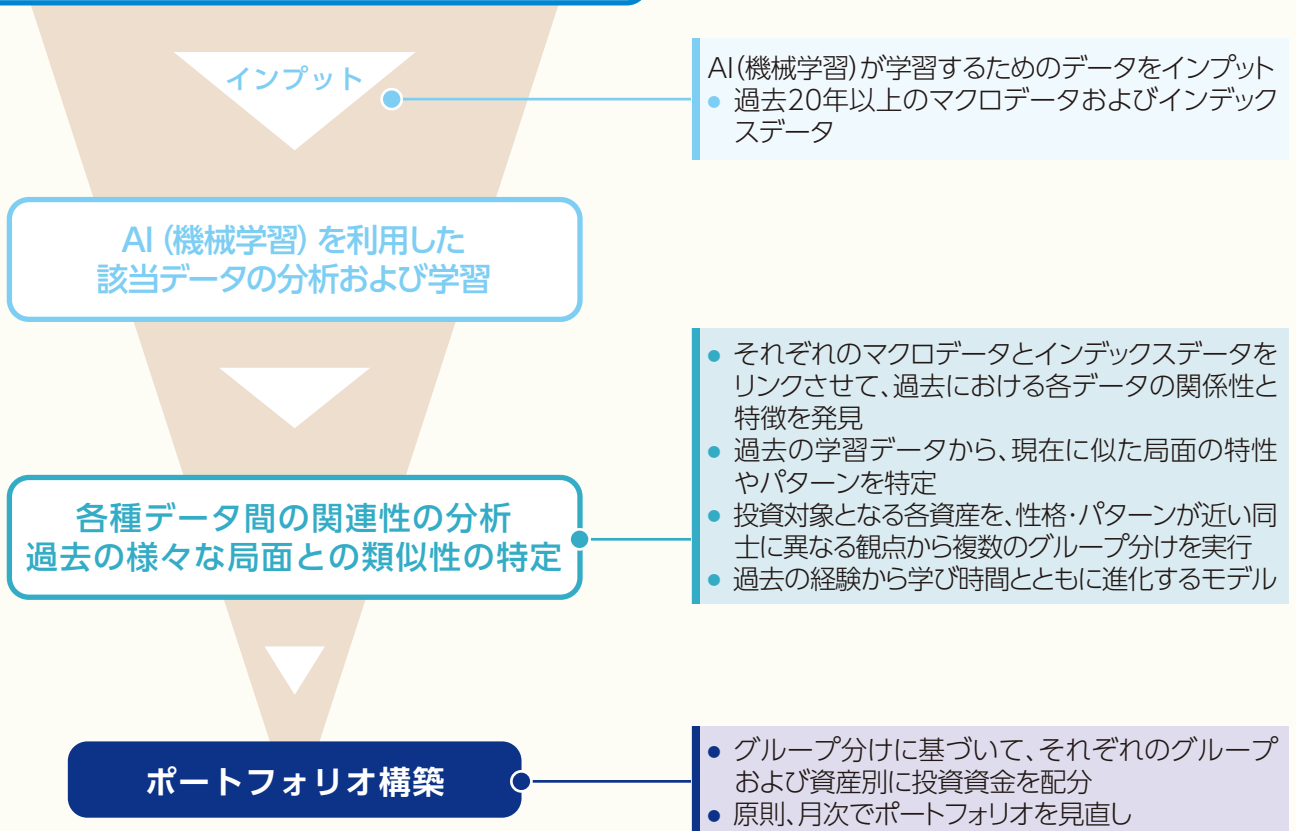 インプット
AI(機械学習)が学習するためのデータをインプット
● 過去20年以上のマクロデータおよびインデック
スデータ
AI(機械学習)を利用した
該当データの分析および学習
● それぞれのマクロデータとインデックスデータを
リンクさせて、過去における各データの関係性と
特徴を発見
● 過去の学習データから、現在に似た局面の特性
やパターンを特定
● 投資対象となる各資産を、性格・パターンが近い同
士に異なる観点から複数のグループ分けを実行
● 過去の経験から学び時間とともに進化するモデル
各種データ間の関連性の分析
過去の様々な局面との類似性の特定
ポートフォリオ構築
● グループ分けに基づいて、それぞれのグループ
および資産別に投資資金を配分
● 原則、月次でポートフォリオを見直し